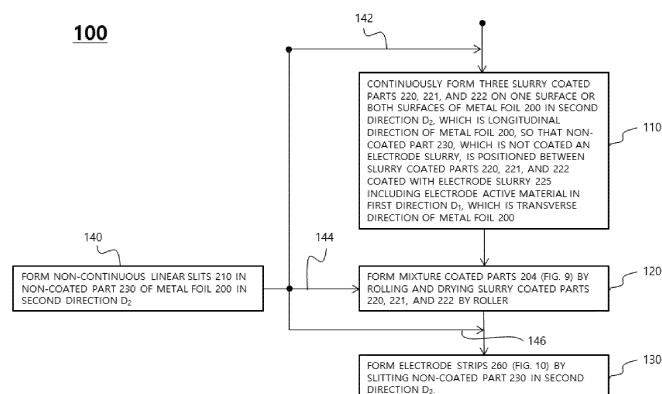 100
142
CONTINUOUSLY FORM THREE SLURRY COATED
PARTS 220, 221, AND 222 ON ONE SURFACE OR
BOTH SURFACES OF METAL FOIL 200 IN SECOND
DIRECTION D2, WHICH IS LONGITUDINAL
DIRECTION OF METAL FOIL 200, SO THAT NON-
COATED PART 230, WHICH IS NOT COATED AN
ELECTRODE SLURRY, IS POSITIONED BETWEEN
SLURRY COATED PARTS 220, 221, AND 222
COATED WITH ELECTRODE SLURRY 225
INCLUDING ELECTRODE ACTIVE MATERIAL IN
FIRST DIRECTION D1, WHICH IS TRANSVERSE
DIRECTION OF METAL FOIL 200
110
140
FORM NON-CONTINUOUS LINEAR SLITS 210 IN
NON-COATED PART 230 OF METAL FOIL 200 IN
SECOND DIRECTION D2
144
FORM MIXTURE COATED PARTS 204 (FIG. 9) BY
ROLLING AND DRYING SLURRY COATED PARTS
220, 221, AND 222 BY ROLLER
120
146
FORM ELECTRODE STRIPS 260 (FIG. 10) BY
SLITTING NON-COATED PART 230 IN SECOND
DIRECTION D2.
130